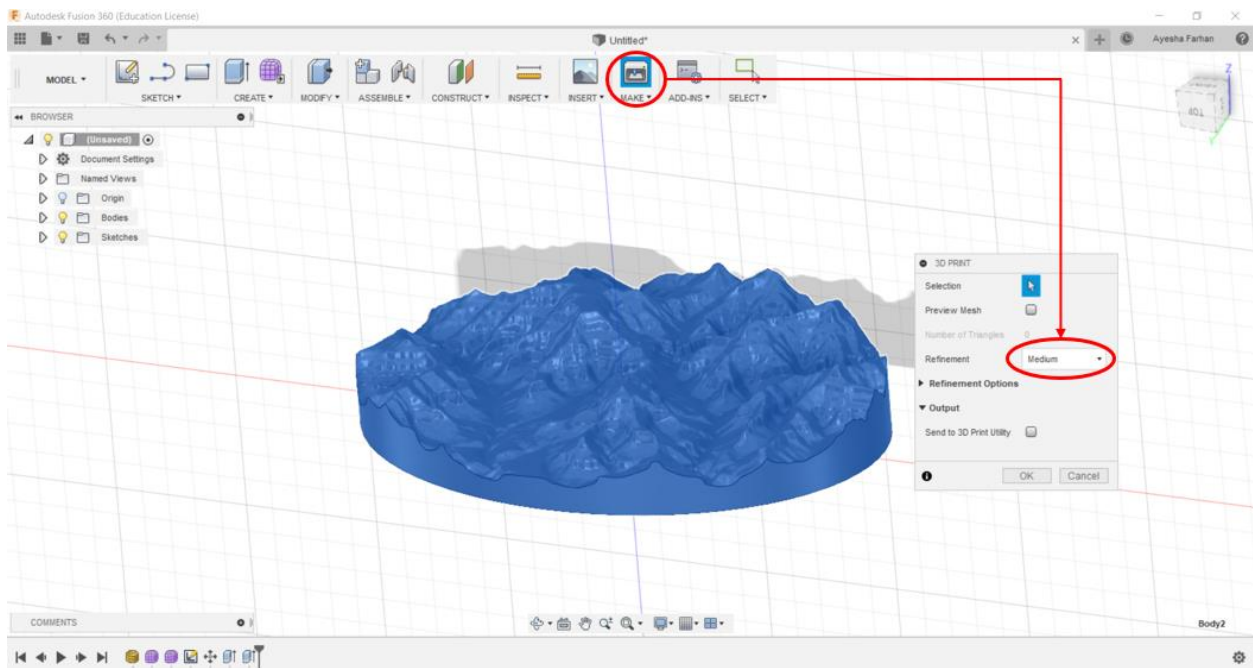 Autodesk Fusion 360 (Education License)
Untitled*
Ayesha Farhan
MODEL
SKETCH
CREATE
MODIFY
ASSEMBLE
CONSTRUCT
INSPECT
INSERT
MAKE
ADD-INS
SELECT
BROWSER
(Unsaved)
Document Settings
Named Views
Origin
Bodies
Sketches
Z
TOP
3D PRINT
Selection
Preview Mesh
Number of Triangles 0
Refinement Medium
Refinement Options
Output
Send to 3D Print Utility
OK Cancel
COMMENTS
Body2